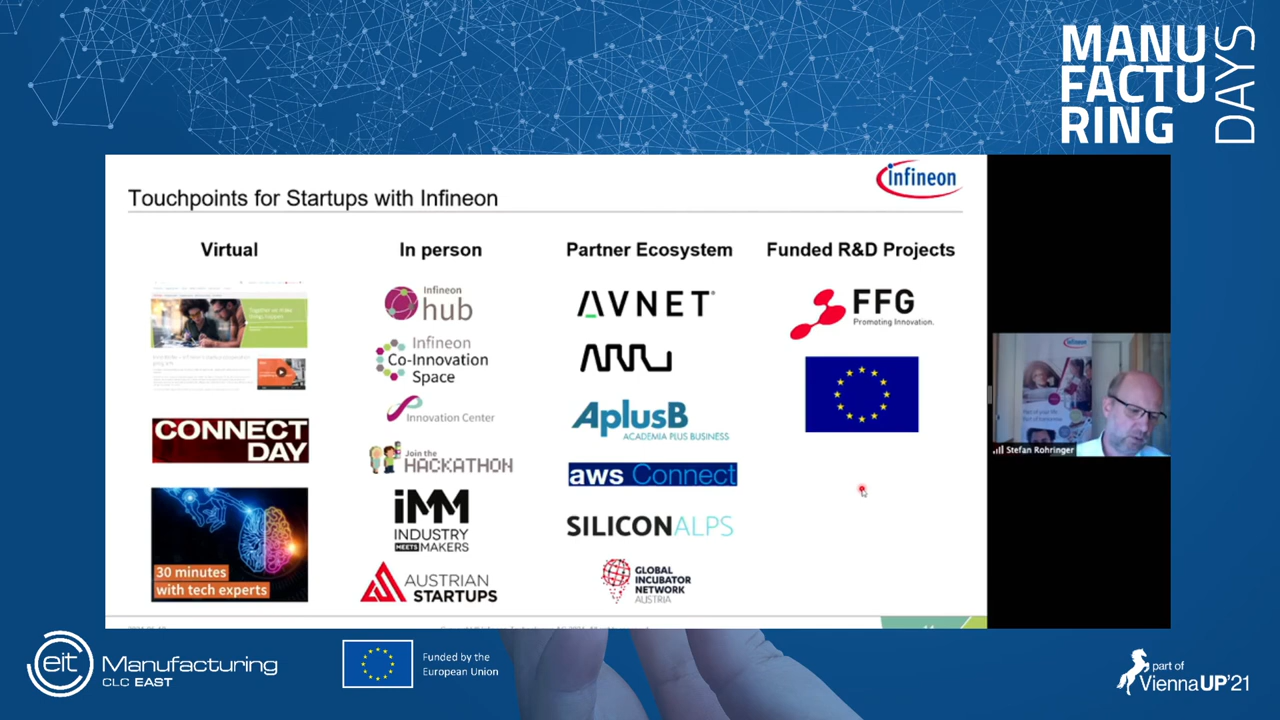 MANU
FACTU
RING
DAYS
infineon
Touchpoints for Startups with Infineon
Virtual
In person
Partner Ecosystem
Funded R&D Projects
CONNECT
DAY
30 minutes
with tech experts
Infineon
hub
Infineon
Co-Innovation
Space
Innovation Center
Join the
HACKATHON
iMM
INDUSTRY
MEETS MAKERS
AUSTRIAN
STARTUPS
AVNET
AplusB
ACADEMIA PLUS BUSINESS
aws Connect
SILICONALPS
GLOBAL
INCUBATOR
NETWORK
AUSTRIA
FFG
Promoting Innovation.
infineon
Stefan Rohringer
eit Manufacturing
CLC EAST
Funded by the
European Union
part of
ViennaUP'21